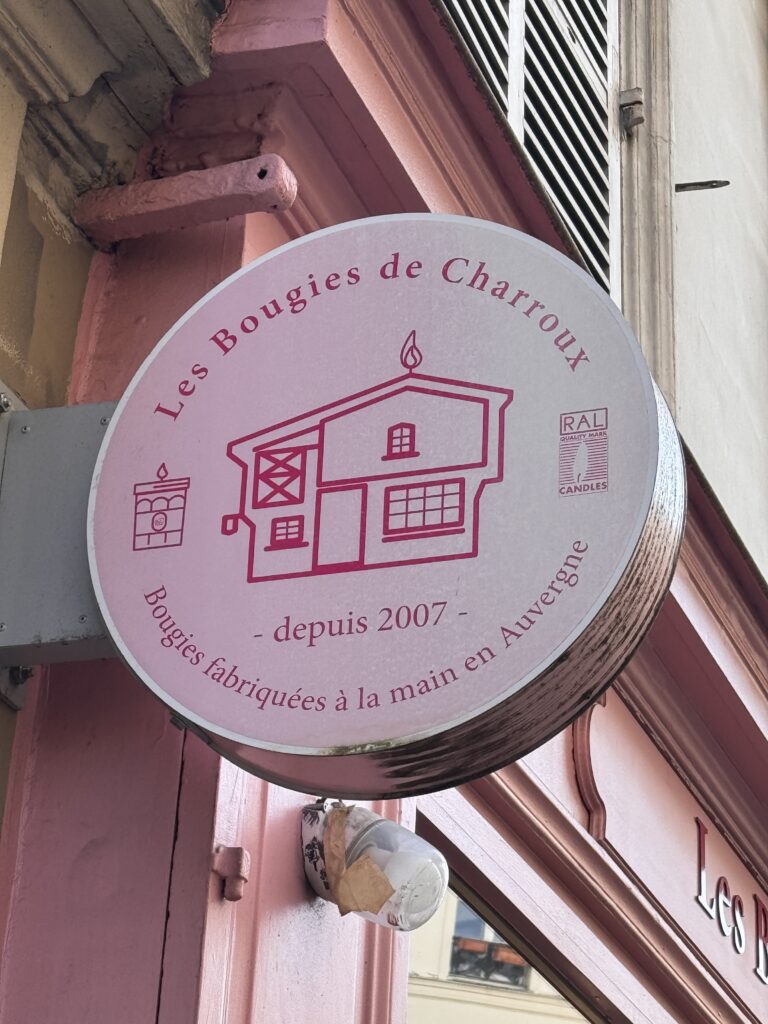 Les Bougies de Charroux
RAL
QUALITY MARK
CANDLES
- depuis 2007 -
Bougies fabriquées à la main en Auvergne
Les